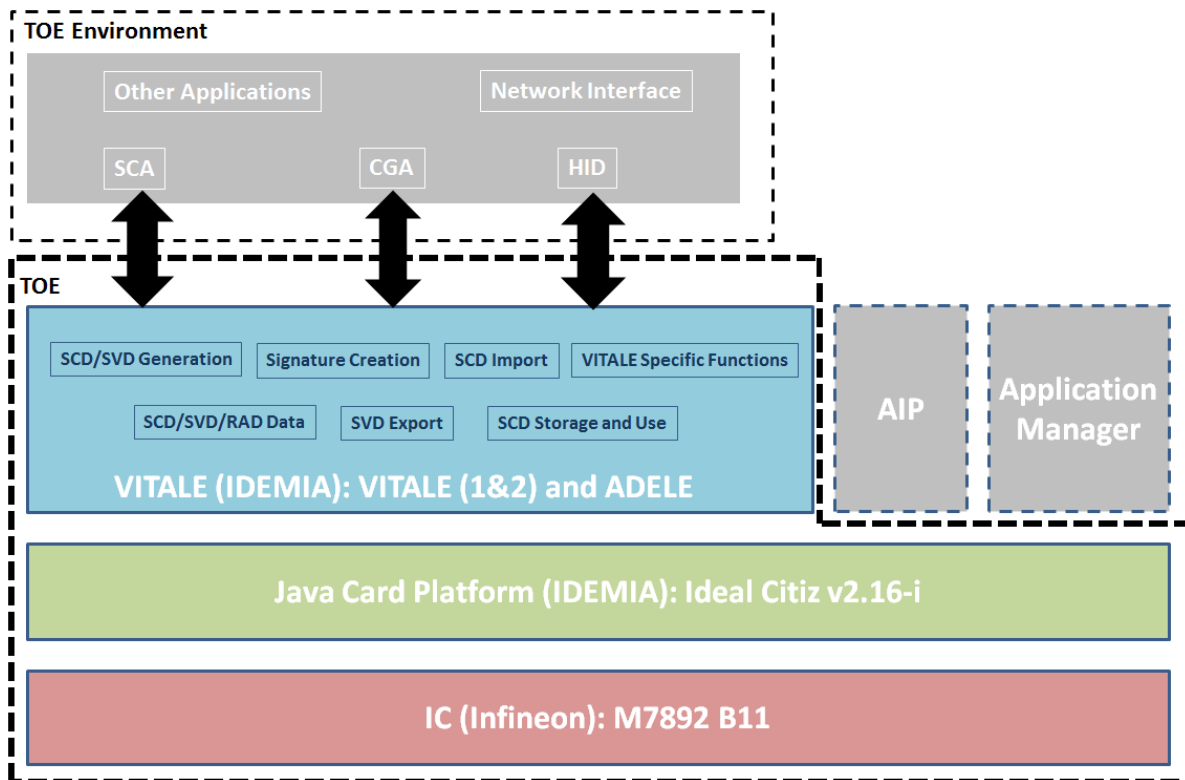 TOE Environment
Other Applications
Network Interface
SCA
CGA
HID
TOE
SCD/SVD Generation
Signature Creation
SCD Import
VITALE Specific Functions
SCD/SVD/RAD Data
SVD Export
SCD Storage and Use
VITALE (IDEMIA): VITALE (1&2) and ADELE
AIP
Application
Manager
Java Card Platform (IDEMIA): Ideal Citiz v2.16-i
IC (Infineon): M7892 B11